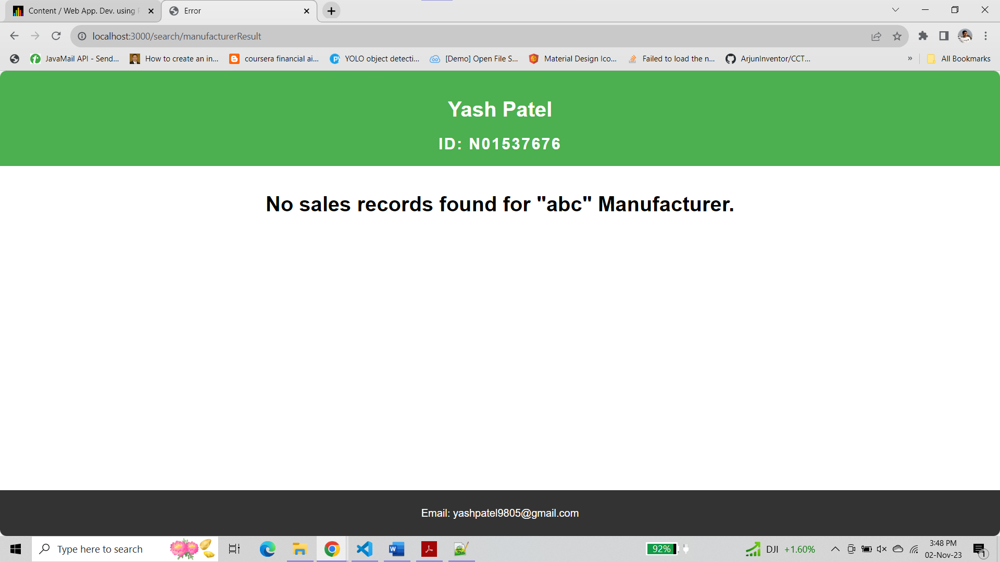 Content / Web App. Dev. using
Error
localhost:3000/search/manufacturerResult
JavaMail API - Send...
How to create an in...
coursera financial ai...
YOLO object detecti...
[Demo] Open File S...
Material Design Ico...
Failed to load the n...
ArjunInventor/CCT...
»
All Bookmarks
Yash Patel
ID: N01537676
No sales records found for "abc" Manufacturer.
Email: yashpatel9805@gmail.com
Type here to search
92%
DJI +1.60%
3:48 PM
02-Nov-23
1